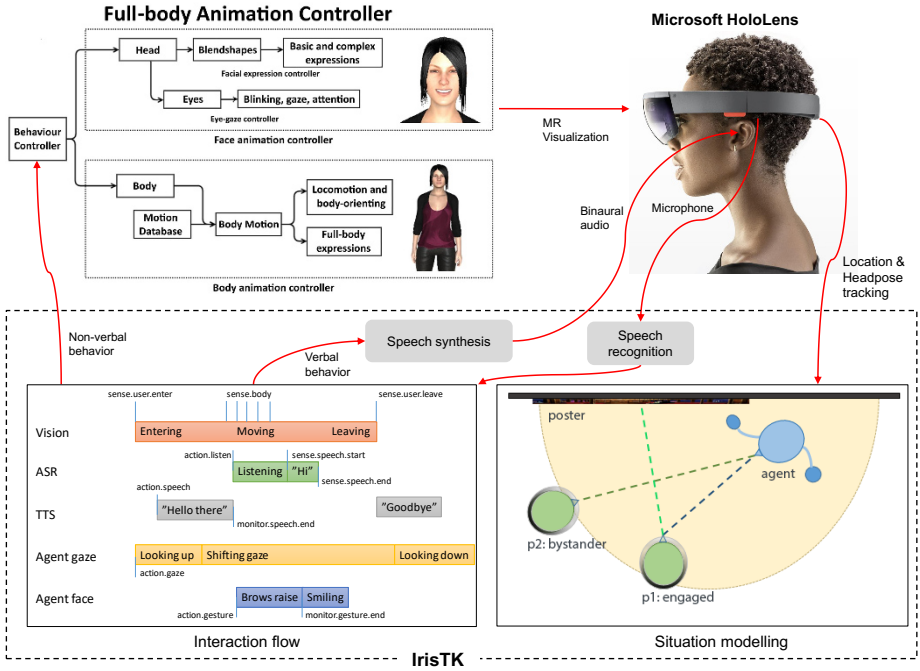 Full-body Animation Controller
Microsoft HoloLens
Head
Blendshapes
Basic and complex
expressions
Facial expression controller
Eyes
Blinking, gaze, attention
Eye-gaze controller
Face animation controller
Behaviour
Controller
Body
Motion
Database
Body Motion
Locomotion and
body-orienting
Full-body
expressions
Body animation controller
MR
Visualization
Binaural
audio
Microphone
Location &
Headpose
tracking
Non-verbal
behavior
Verbal
behavior
Speech synthesis
Speech
recognition
sense.user.enter
sense.body
sense.user.leave
Vision
Entering
Moving
Leaving
action.listen
sense.speech.start
ASR
Listening
"Hi"
sense.speech.end
action.speech
TTS
"Hello there"
"Goodbye"
monitor.speech.end
Agent gaze
Looking up
Shifting gaze
Looking down
action.gaze
Agent face
Brows raise
Smiling
action.gesture
monitor.gesture.end
Interaction flow
poster
agent
p2: bystander
p1: engaged
Situation modelling
IrisTK